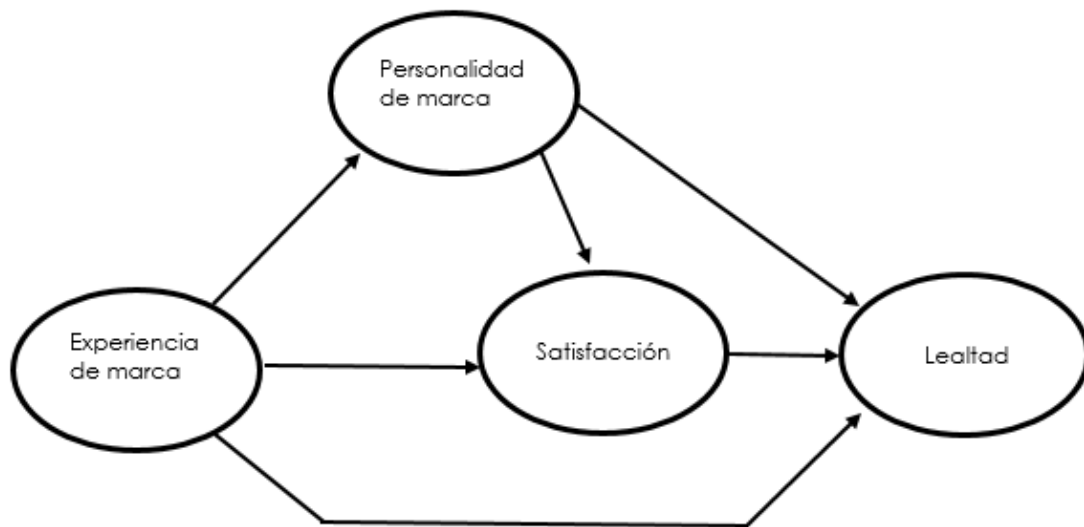 Personalidad
de marca
Experiencia
de marca
Satisfacción
Lealtad